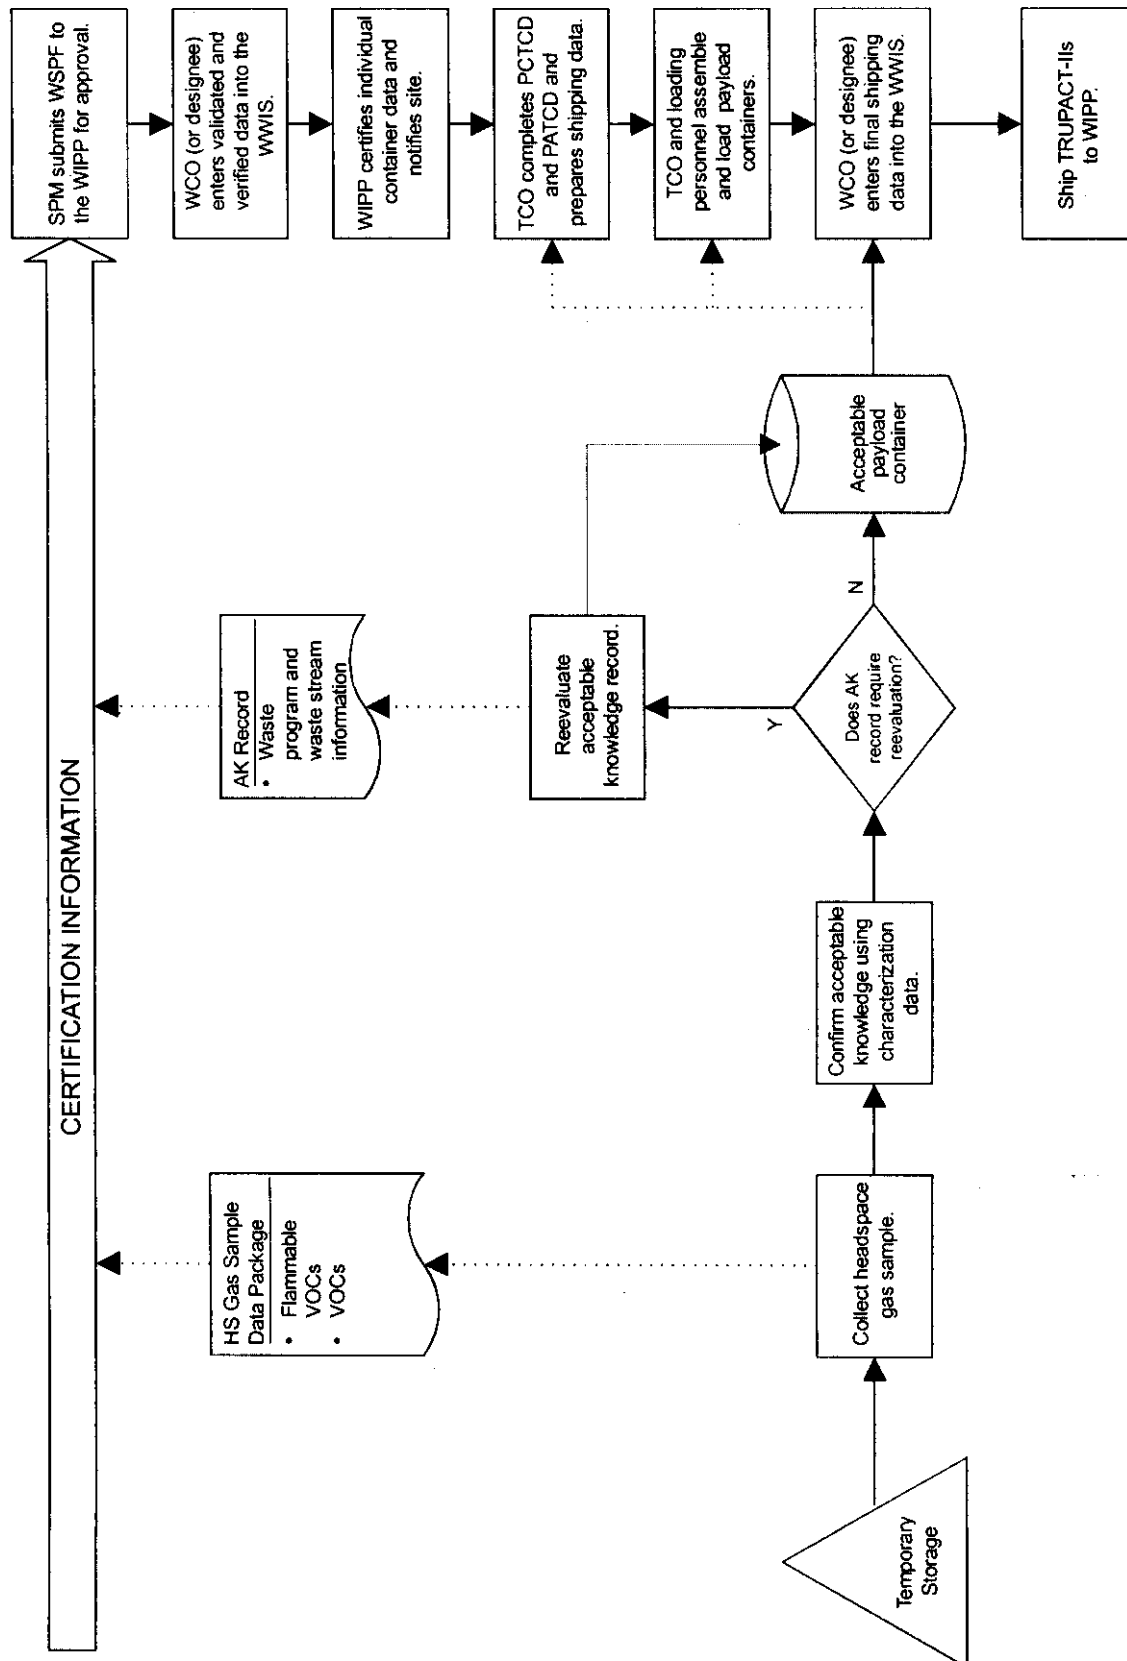 CERTIFICATION INFORMATION
SPM submits WSPF to
the WIPP for approval.
WCO (or designee)
enters validated and
verified data into the
WWIS.
WIPP certifies individual
container data and
notifies site.
TCO completes PCTCD
and PATCD and
prepares shipping data.
TCO and loading
personnel assemble
and load payload
containers.
WCO (or designee)
enters final shipping
data into the WWIS.
Ship TRUPACT-IIs
to WIPP.
HS Gas Sample
Data Package
• Flammable
VOCs
• VOCs
AK Record
• Waste
program and
waste stream
information
Reevaluate
acceptable
knowledge record.
Temporary
Storage
Collect headspace
gas sample.
Confirm acceptable
knowledge using
characterization
data.
Does AK
record require
reevaluation?
Y
N
Acceptable
payload
container